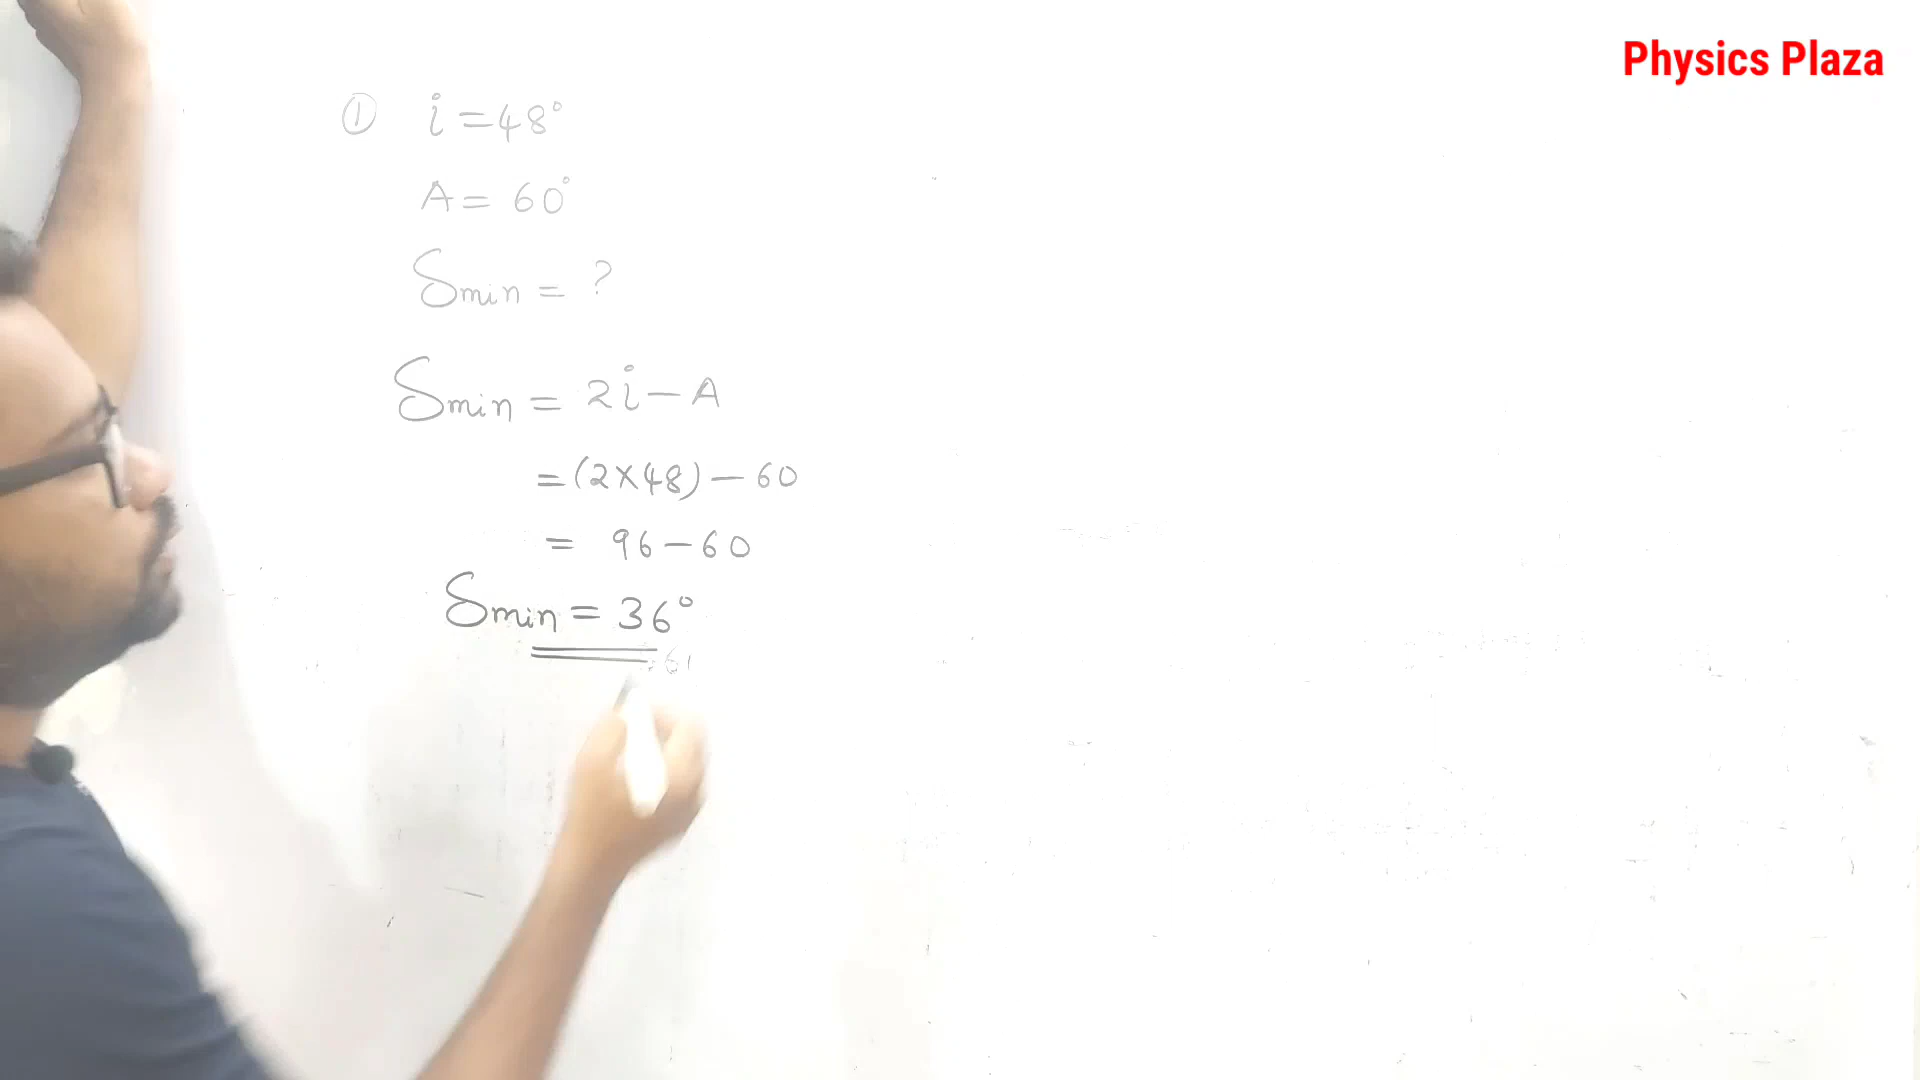 Physics Plaza
① i = 48°
A = 60°
δmin = ?
δmin = 2i - A
= (2×48) - 60
= 96 - 60
δmin = 36°